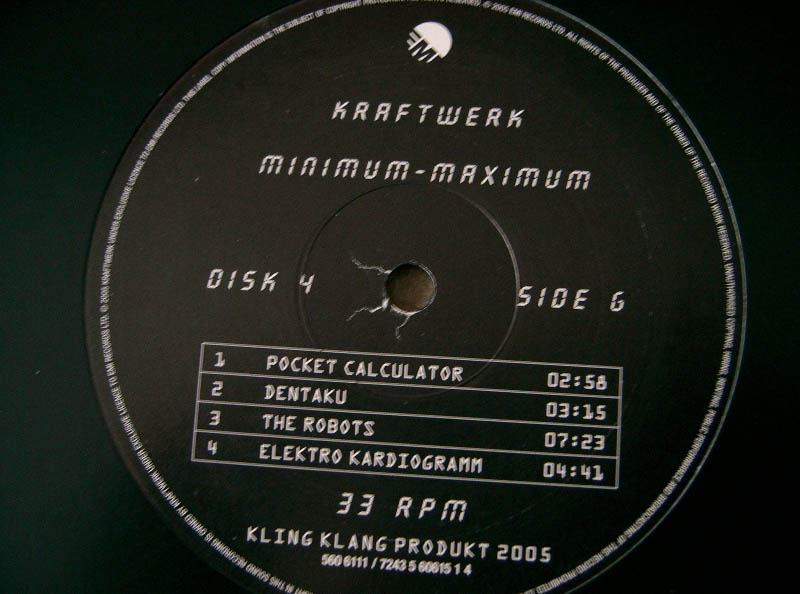 KRAFTWERK
MINIMUM-MAXIMUM
DISK 4 SIDE G
1 POCKET CALCULATOR 02:58
2 DENTAKU 03:15
3 THE ROBOTS 07:23
4 ELEKTRO KARDIOGRAMM 04:41
33 RPM
KLING KLANG PRODUKT 2005
560 6111 / 7243 5 60615 1 4